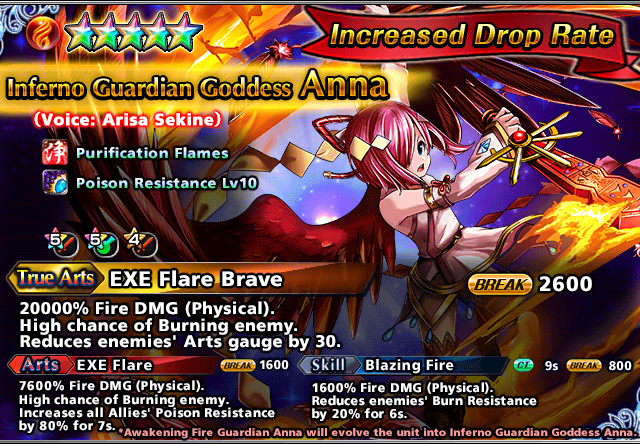 Increased Drop Rate
Inferno Guardian Goddess Anna
(Voice: Arisa Sekine)
浄 Purification Flames
Poison Resistance Lv10
5 5 4
True Arts EXE Flare Brave BREAK 2600
20000% Fire DMG (Physical).
High chance of Burning enemy.
Reduces enemies' Arts gauge by 30.
Arts EXE Flare BREAK 1600
7600% Fire DMG (Physical).
High chance of Burning enemy.
Increases all Allies' Poison Resistance
by 80% for 7s.
Skill Blazing Fire CT 9s BREAK 800
1600% Fire DMG (Physical).
Reduces enemies' Burn Resistance
by 20% for 6s.
*Awakening Fire Guardian Anna will evolve the unit into Inferno Guardian Goddess Anna.